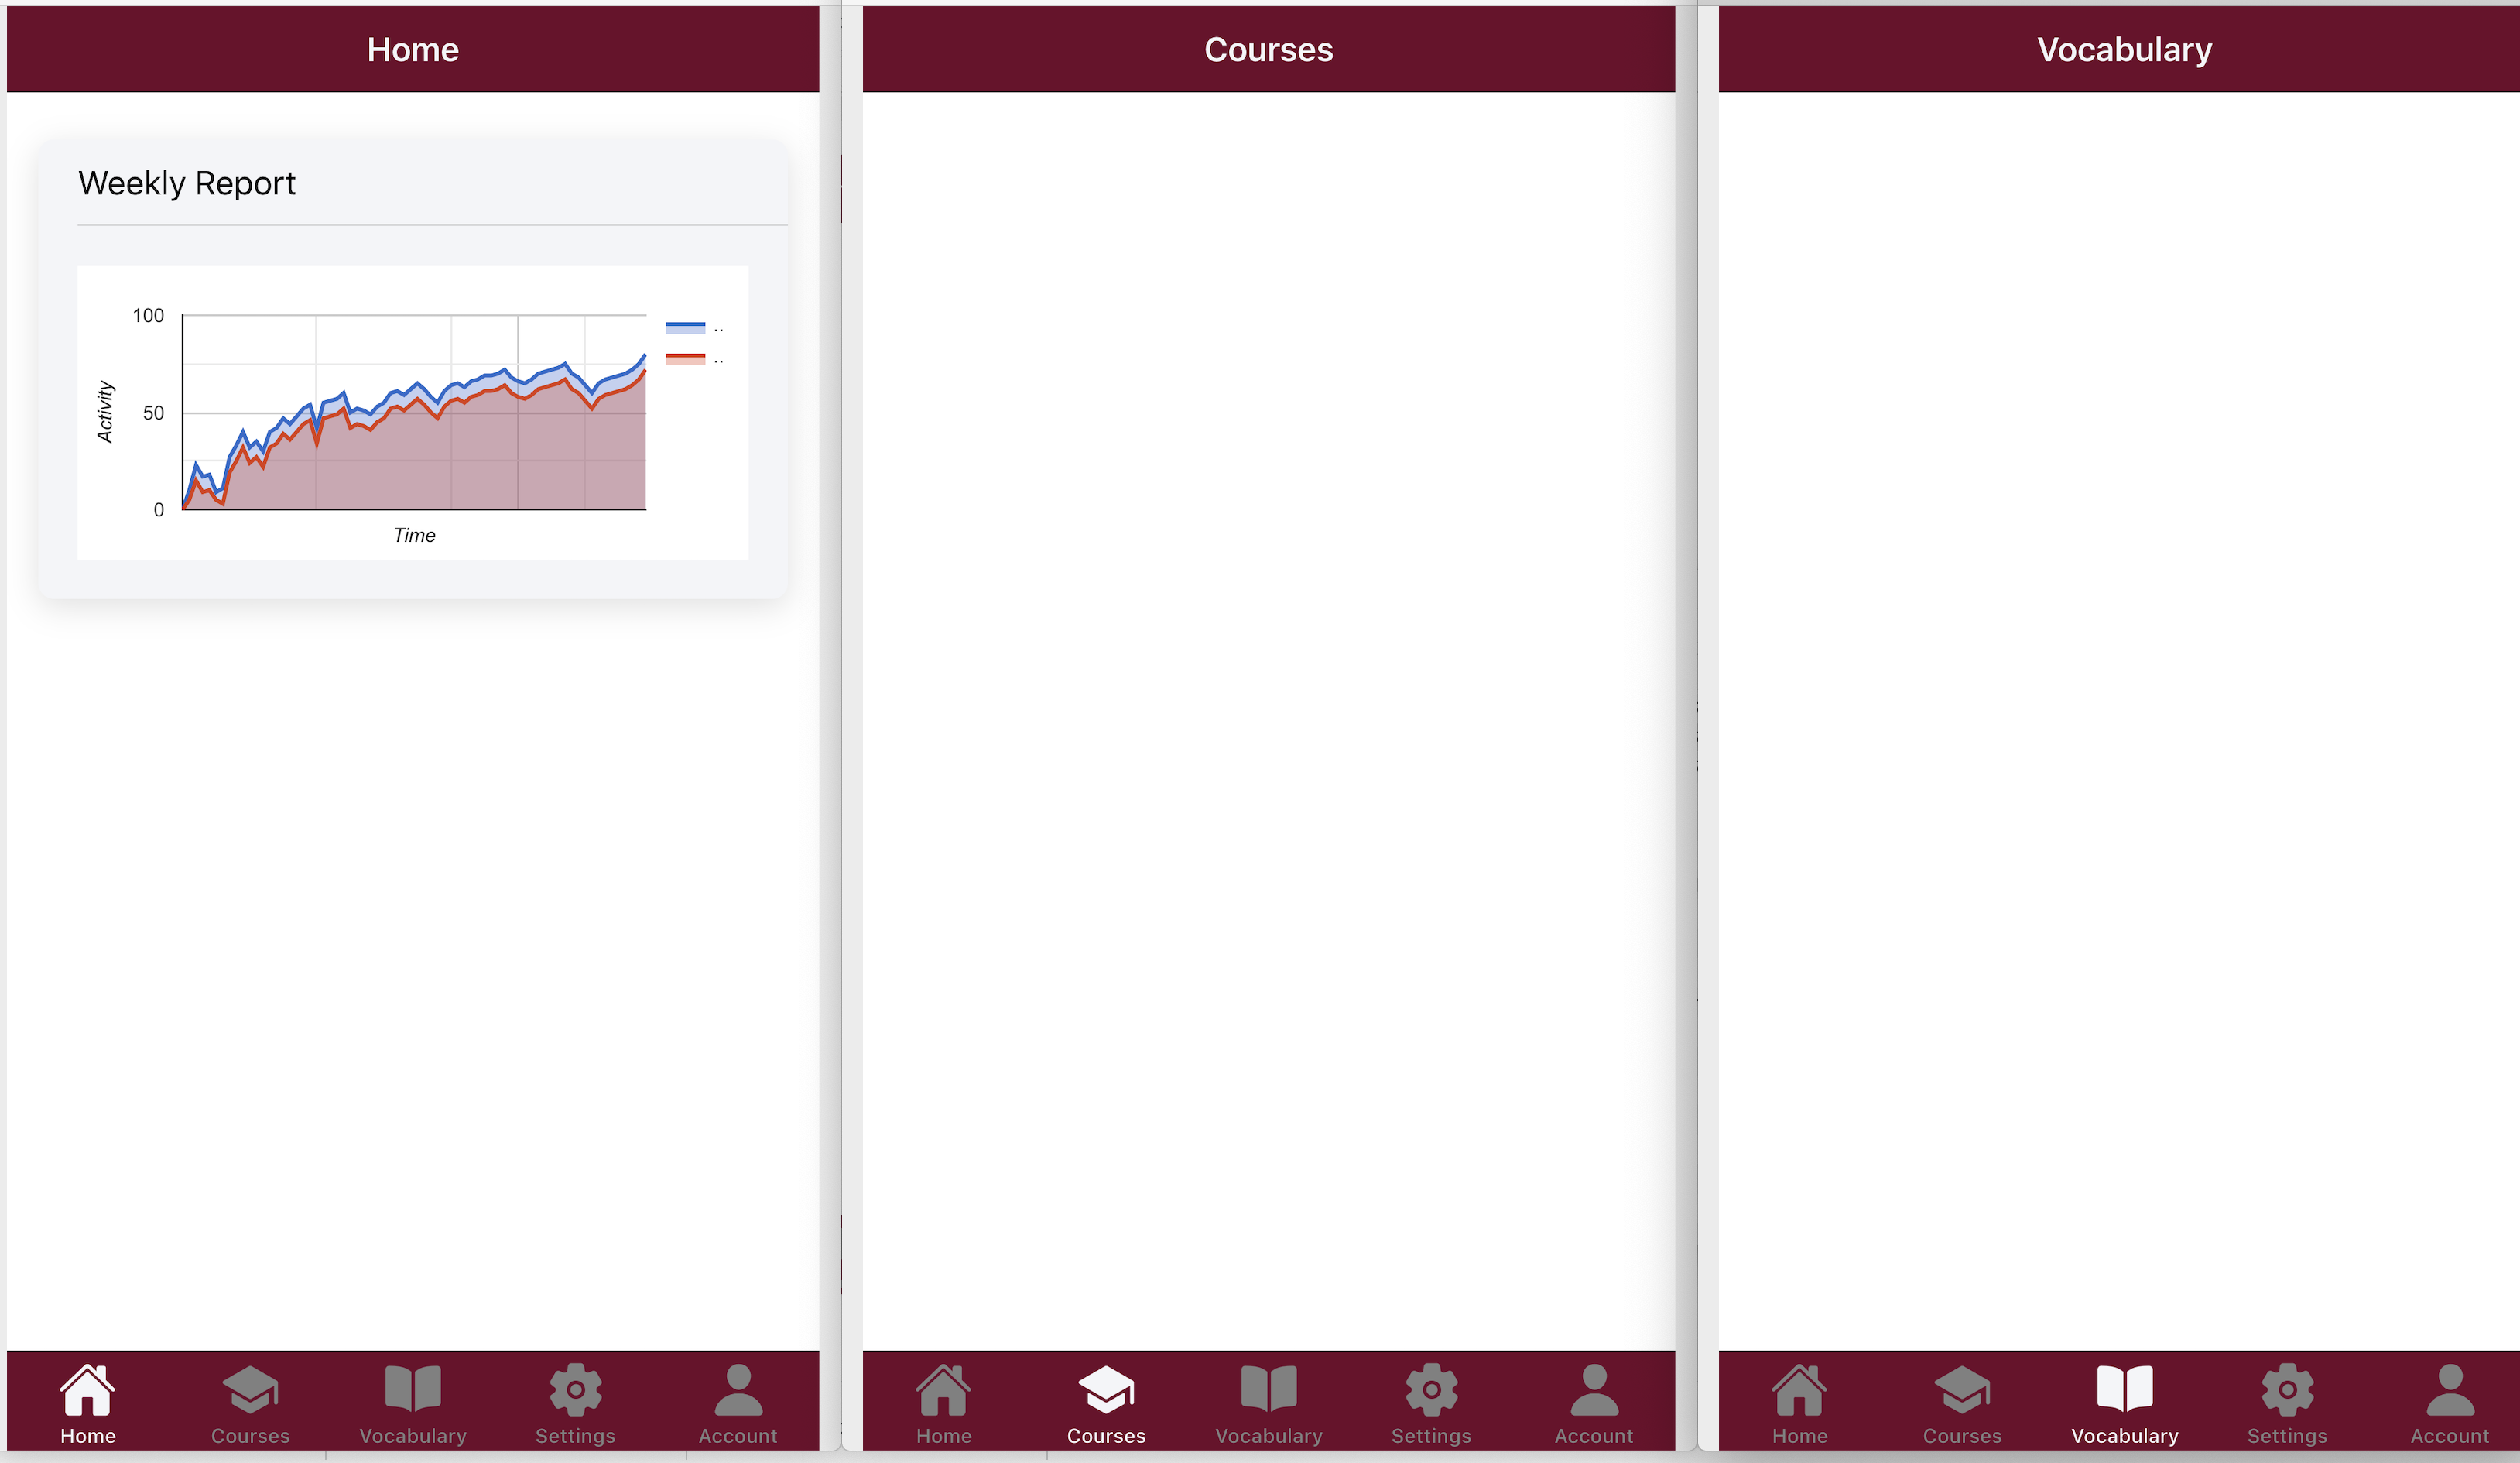 Home
Weekly Report
100
50
0
Activity
Time
..
..
Home
Courses
Vocabulary
Settings
Account
Courses
Home
Courses
Vocabulary
Settings
Account
Vocabulary
Home
Courses
Vocabulary
Settings
Account